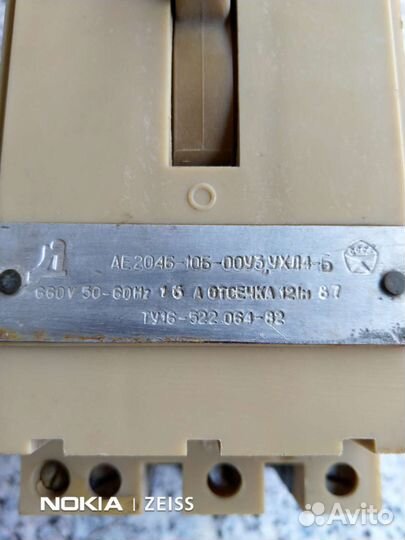 АЕ2046-10Б-00У3,УХЛ4-Б
660V 50-60Hz 16 А ОТСЕЧКА 12In 87
ТУ16-522.064-82
NOKIA | ZEISS
Avito